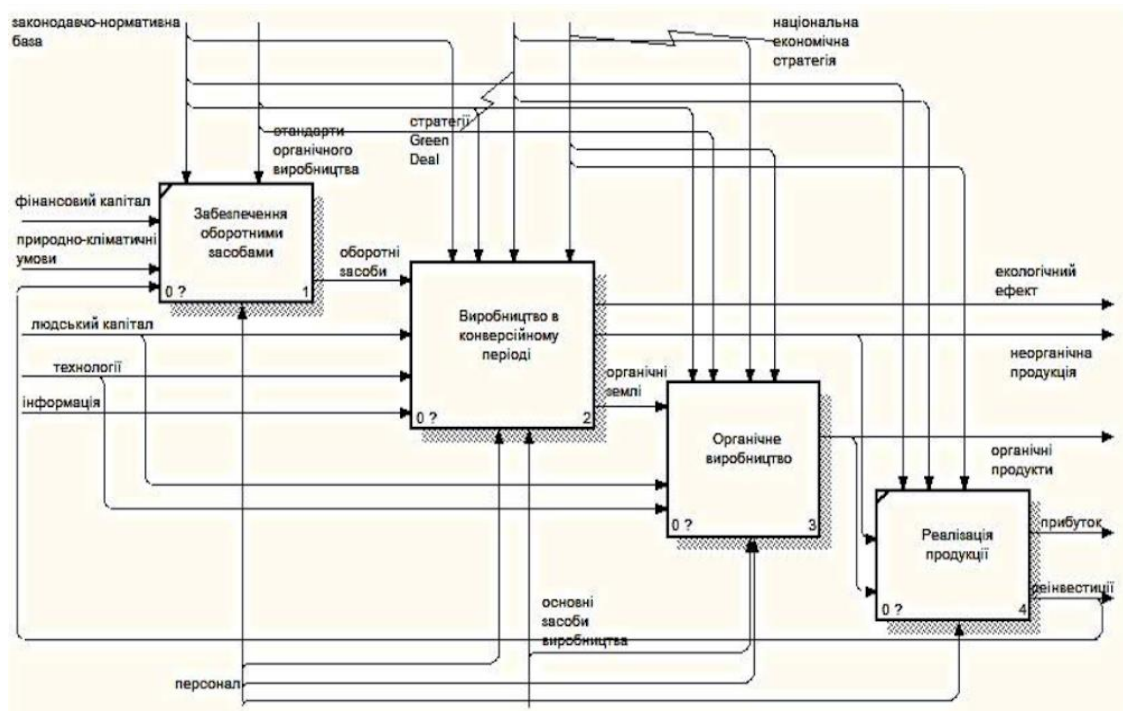 законодавчо-нормативна
база
національна
економічна
стратегія
стратегії
Green
Deal
стандарти
органічного
виробництва
фінансовий капітал
природно-кліматичні
умови
Забезпечення
оборотними
засобами
0 ?
1
оборотні
засоби
людський капітал
технології
інформація
Виробництво в
конверсійному
періоді
0 ?
2
екологічний
ефект
неорганічна
продукція
органічні
землі
Органічне
виробництво
0 ?
3
органічні
продукти
Реалізація
продукції
0 ?
4
прибуток
реінвестиції
основні
засоби
виробництва
персонал